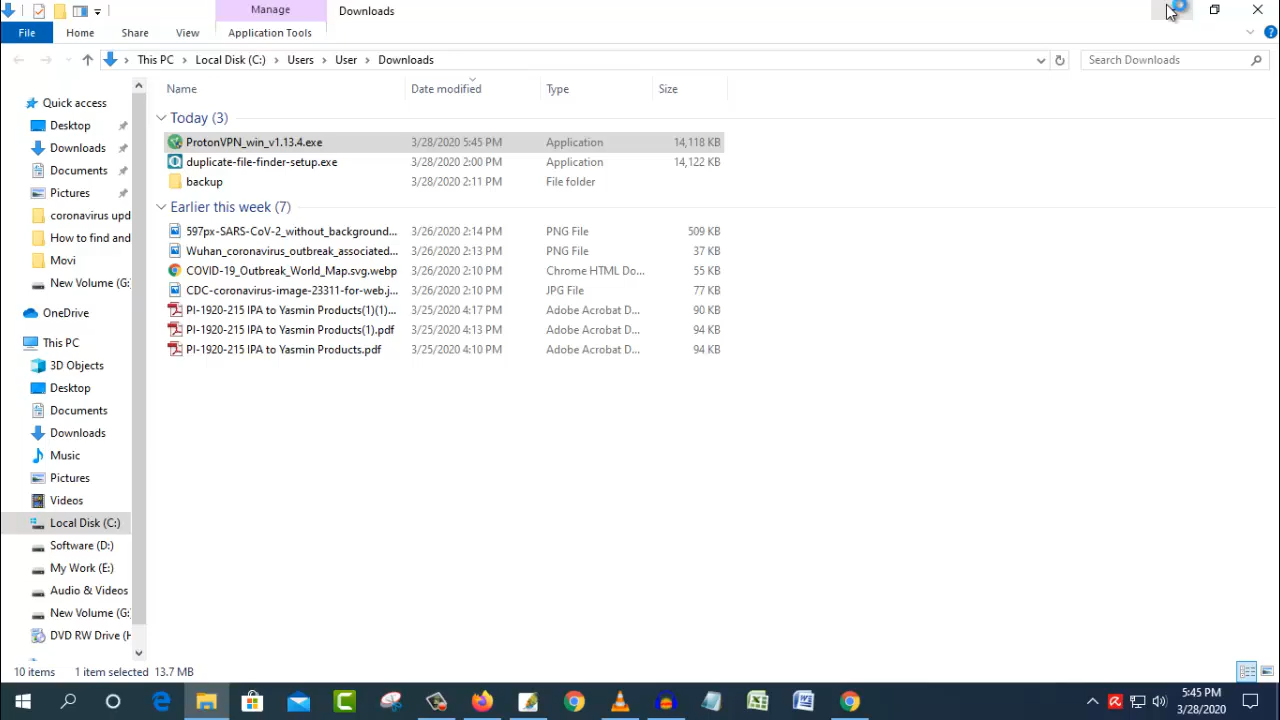 Manage
Downloads
File
Home
Share
View
Application Tools
This PC
Local Disk (C:)
Users
User
Downloads
Search Downloads
Name
Date modified
Type
Size
Today (3)
ProtonVPN_win_v1.13.4.exe 3/28/2020 5:45 PM Application 14,118 KB
duplicate-file-finder-setup.exe 3/28/2020 2:00 PM Application 14,122 KB
backup 3/28/2020 2:11 PM File folder
Earlier this week (7)
597px-SARS-CoV-2_without_background... 3/26/2020 2:14 PM PNG File 509 KB
Wuhan_coronavirus_outbreak_associated... 3/26/2020 2:13 PM PNG File 37 KB
COVID-19_Outbreak_World_Map.svg.webp 3/26/2020 2:10 PM Chrome HTML Do... 55 KB
CDC-coronavirus-image-23311-for-web.j... 3/26/2020 2:10 PM JPG File 77 KB
PI-1920-215 IPA to Yasmin Products(1)(1)... 3/25/2020 4:17 PM Adobe Acrobat D... 90 KB
PI-1920-215 IPA to Yasmin Products(1).pdf 3/25/2020 4:13 PM Adobe Acrobat D... 94 KB
PI-1920-215 IPA to Yasmin Products.pdf 3/25/2020 4:10 PM Adobe Acrobat D... 94 KB
Quick access
Desktop
Downloads
Documents
Pictures
coronavirus upd
How to find and
Movi
New Volume (G:
OneDrive
This PC
3D Objects
Desktop
Documents
Downloads
Music
Pictures
Videos
Local Disk (C:)
Software (D:)
My Work (E:)
Audio & Videos
New Volume (G:
DVD RW Drive (H
10 items
1 item selected 13.7 MB
5:45 PM
3/28/2020